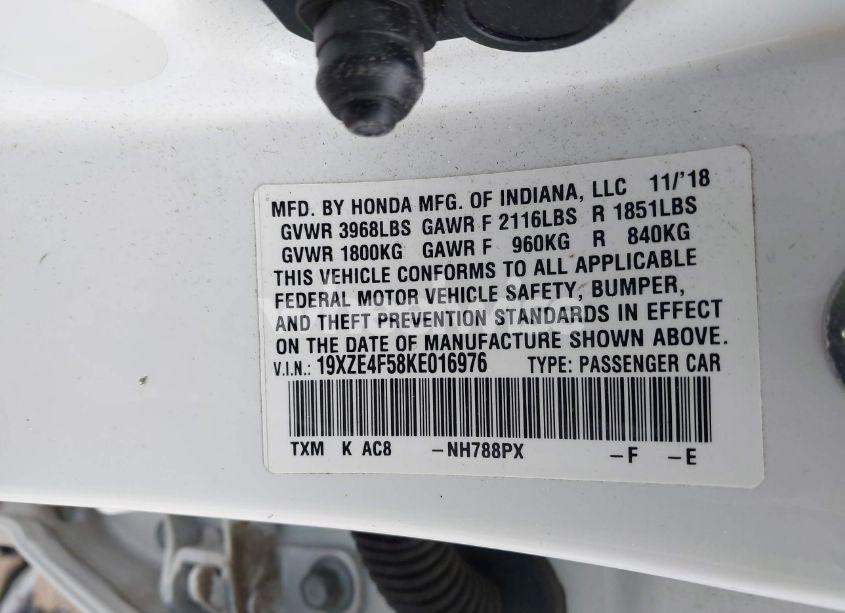 MFD. BY HONDA MFG. OF INDIANA, LLC 11/'18
GVWR 3968LBS GAWR F 2116LBS R 1851LBS
GVWR 1800KG GAWR F 960KG R 840KG
THIS VEHICLE CONFORMS TO ALL APPLICABLE
FEDERAL MOTOR VEHICLE SAFETY, BUMPER,
AND THEFT PREVENTION STANDARDS IN EFFECT
ON THE DATE OF MANUFACTURE SHOWN ABOVE.
V.I.N.: 19XZE4F58KE016976 TYPE: PASSENGER CAR
TXM K AC8 -NH788PX -F -E